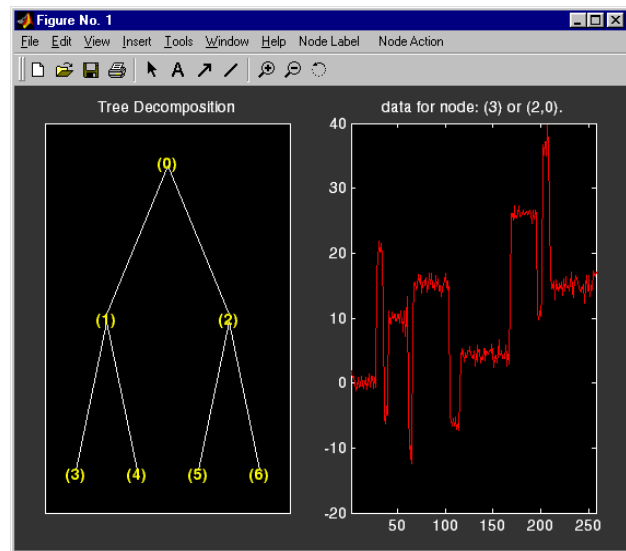 Figure No. 1
File Edit View Insert Tools Window Help Node Label Node Action
Tree Decomposition
(0)
(1) (2)
(3) (4) (5) (6)
data for node: (3) or (2,0).
40
30
20
10
0
-10
-20
50 100 150 200 250